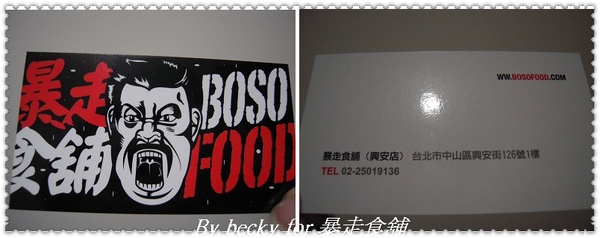 暴走 BOSO
食舖 FOOD
WW.BOSOFOOD.COM
暴走食舖（興安店） 台北市中山區興安街126號1樓
TEL 02-25019136
By becky for 暴走食舖